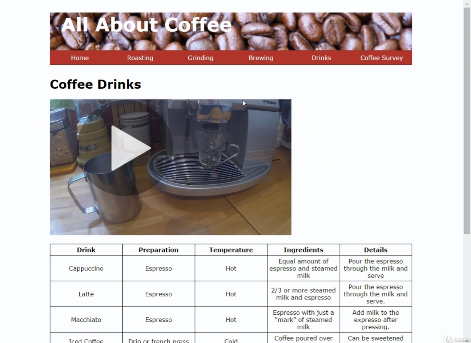 All About Coffee
Home Roasting Grinding Brewing Drinks Coffee Survey
Coffee Drinks
Drink Preparation Temperature Ingredients Details
Cappuccino Espresso Hot Equal amount of espresso and steamed milk Pour the espresso through the milk and serve
Latte Espresso Hot 2/3 or more steamed milk and espresso Pour the espresso through the milk and serve.
Macchiato Espresso Hot Espresso with just a "mark" of steamed milk Add milk to the expresso after pressing.
Iced Coffee Drip or french press Cold Coffee poured over Can be sweetened